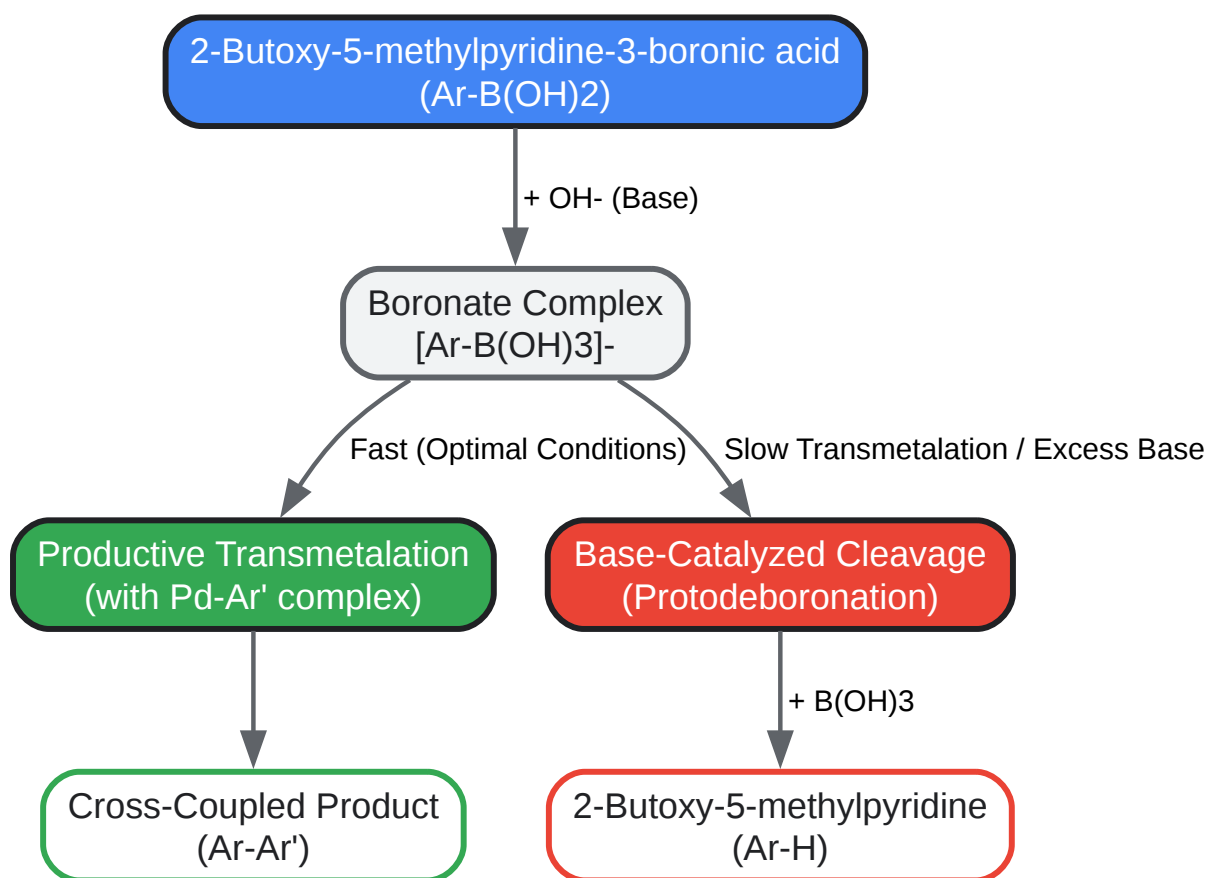 2-Butoxy-5-methylpyridine-3-boronic acid
(Ar-B(OH)2)
+ OH- (Base)
Boronate Complex
[Ar-B(OH)3]-
Fast (Optimal Conditions)
Slow Transmetalation / Excess Base
Productive Transmetalation
(with Pd-Ar' complex)
Base-Catalyzed Cleavage
(Protodeboronation)
+ B(OH)3
Cross-Coupled Product
(Ar-Ar')
2-Butoxy-5-methylpyridine
(Ar-H)